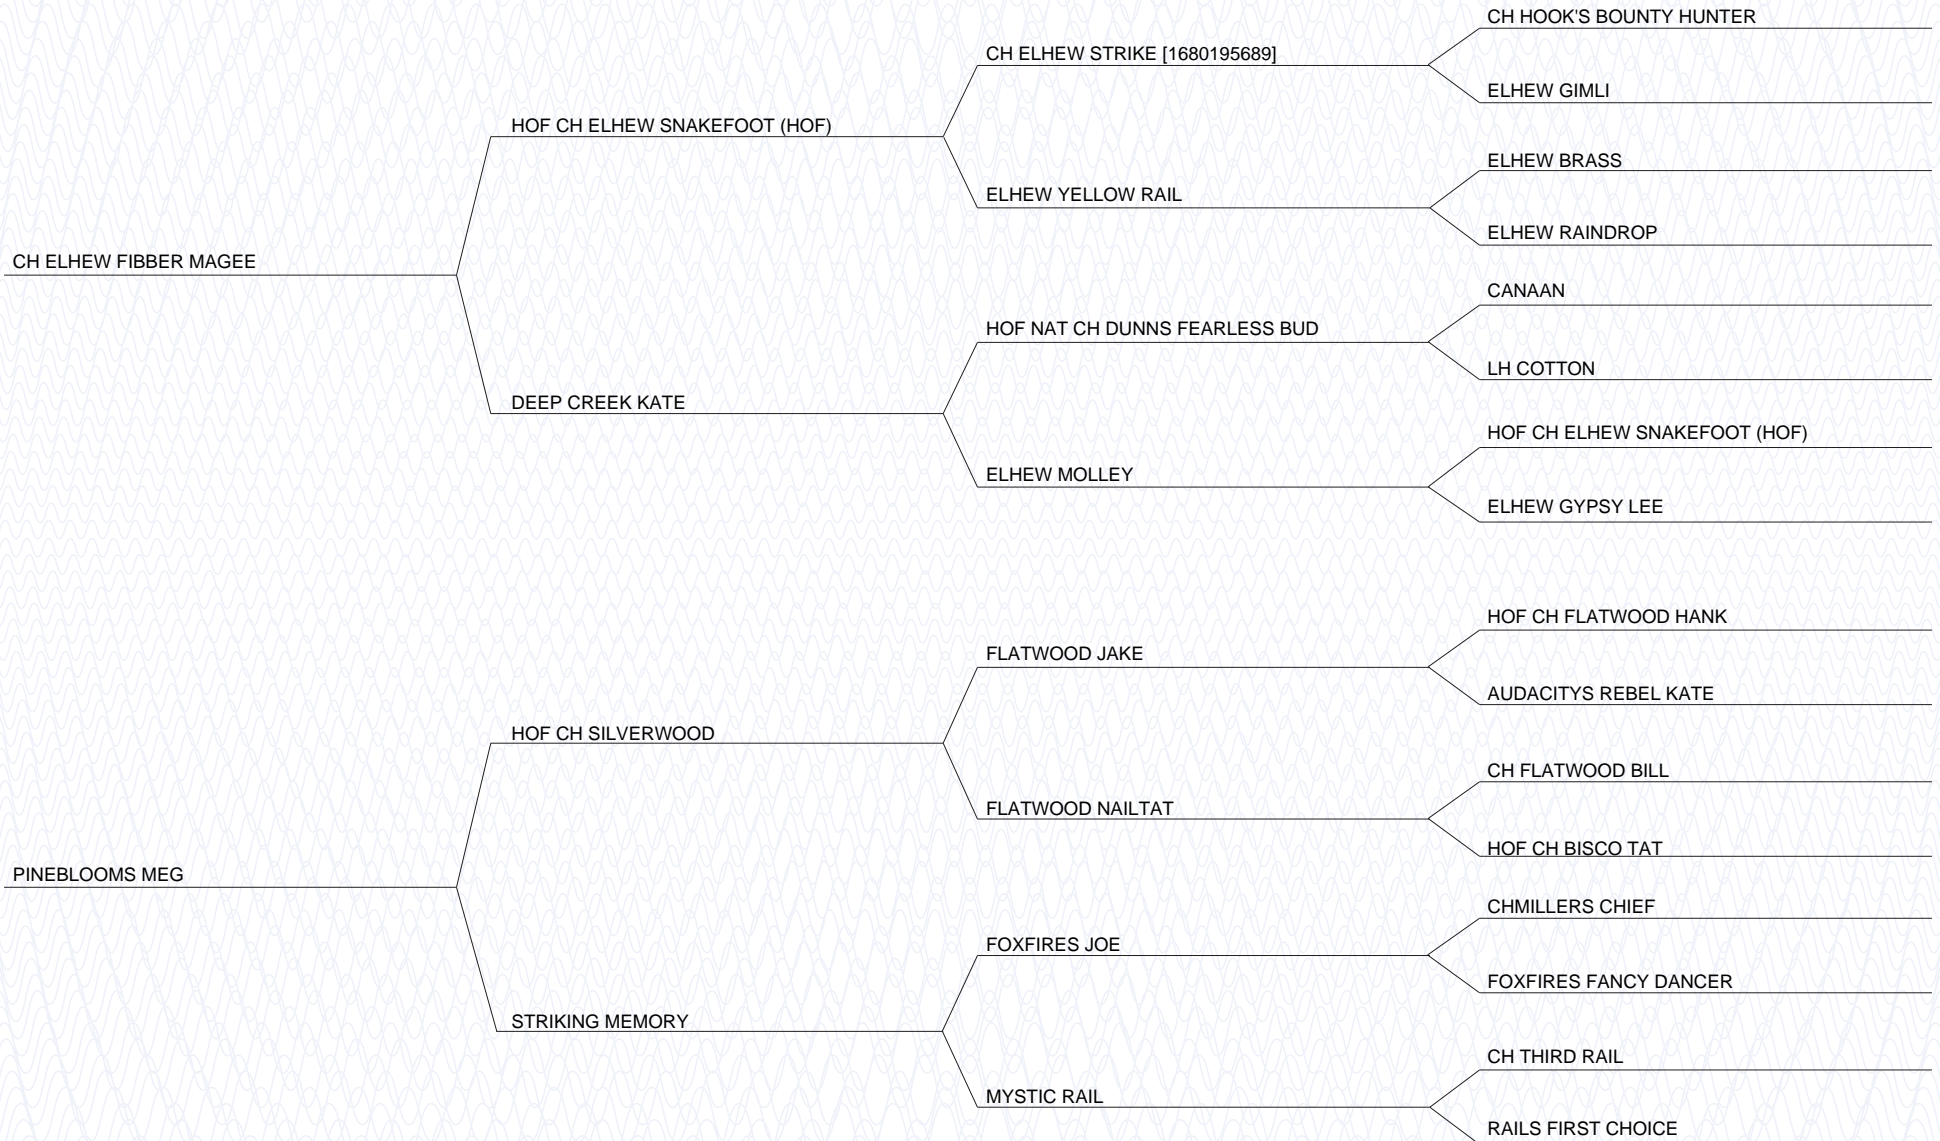 CH HOOK'S BOUNTY HUNTER
CH ELHEW STRIKE [1680195689]
ELHEW GIMLI
HOF CH ELHEW SNAKEFOOT (HOF)
ELHEW BRASS
ELHEW YELLOW RAIL
ELHEW RAINDROP
CH ELHEW FIBBER MAGEE
CANAAN
HOF NAT CH DUNNS FEARLESS BUD
LH COTTON
DEEP CREEK KATE
HOF CH ELHEW SNAKEFOOT (HOF)
ELHEW MOLLEY
ELHEW GYPSY LEE
HOF CH FLATWOOD HANK
FLATWOOD JAKE
AUDACITYS REBEL KATE
HOF CH SILVERWOOD
CH FLATWOOD BILL
FLATWOOD NAILTAT
HOF CH BISCO TAT
PINEBLOOMS MEG
CHMILLERS CHIEF
FOXFIRES JOE
FOXFIRES FANCY DANCER
STRIKING MEMORY
CH THIRD RAIL
MYSTIC RAIL
RAILS FIRST CHOICE